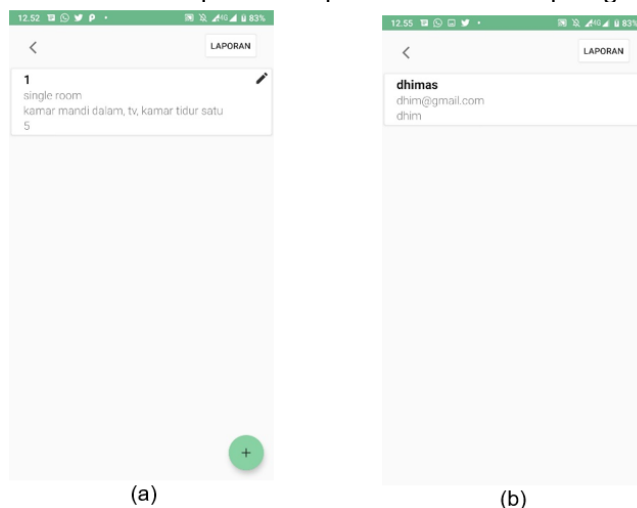 12.52
83%
LAPORAN
1
single room
kamar mandi dalam, tv, kamar tidur satu
5
+
(a)
12.55
83%
LAPORAN
dhimas
dhim@gmail.com
dhim
(b)